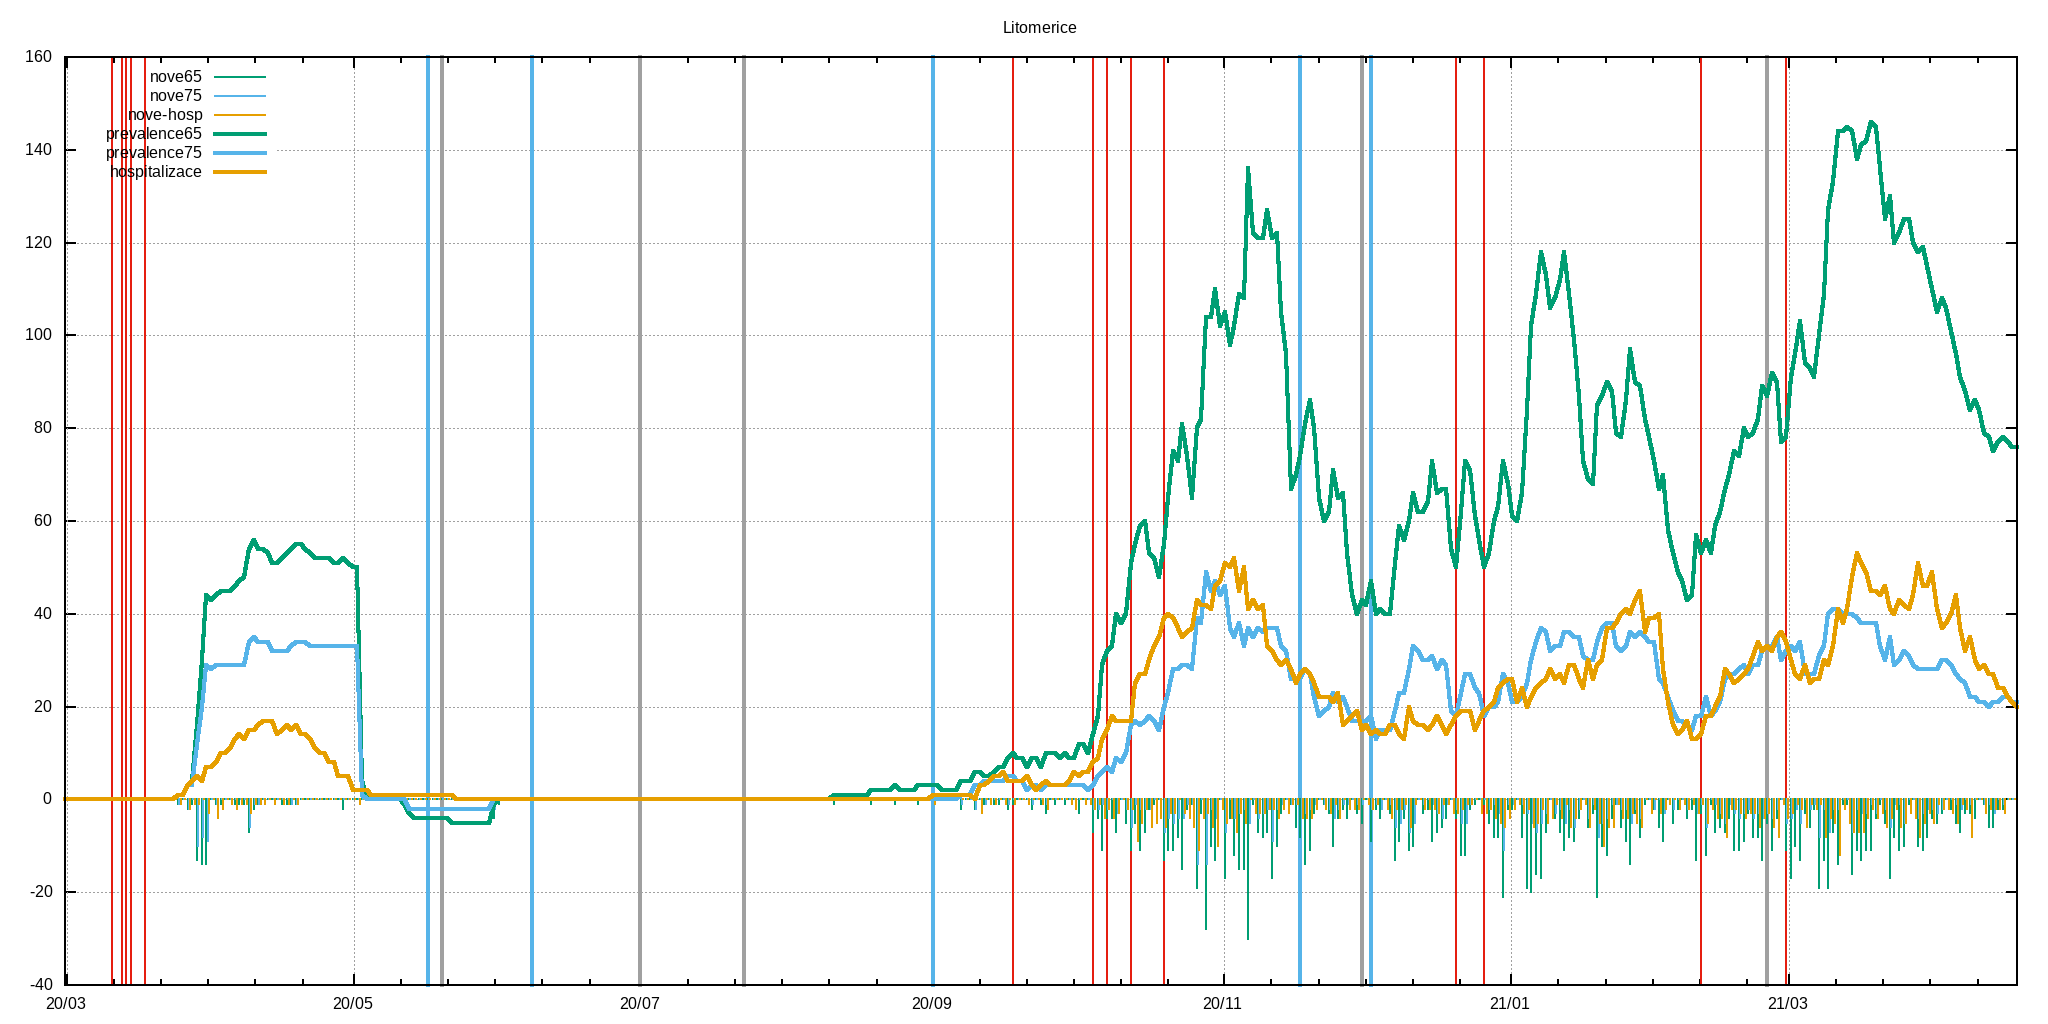 Litomerice
160
140
120
100
80
60
40
20
0
-20
-40
nove65
nove75
nove-hosp
prevalence65
prevalence75
hospitalizace
20/03 20/05 20/07 20/09 20/11 21/01 21/03